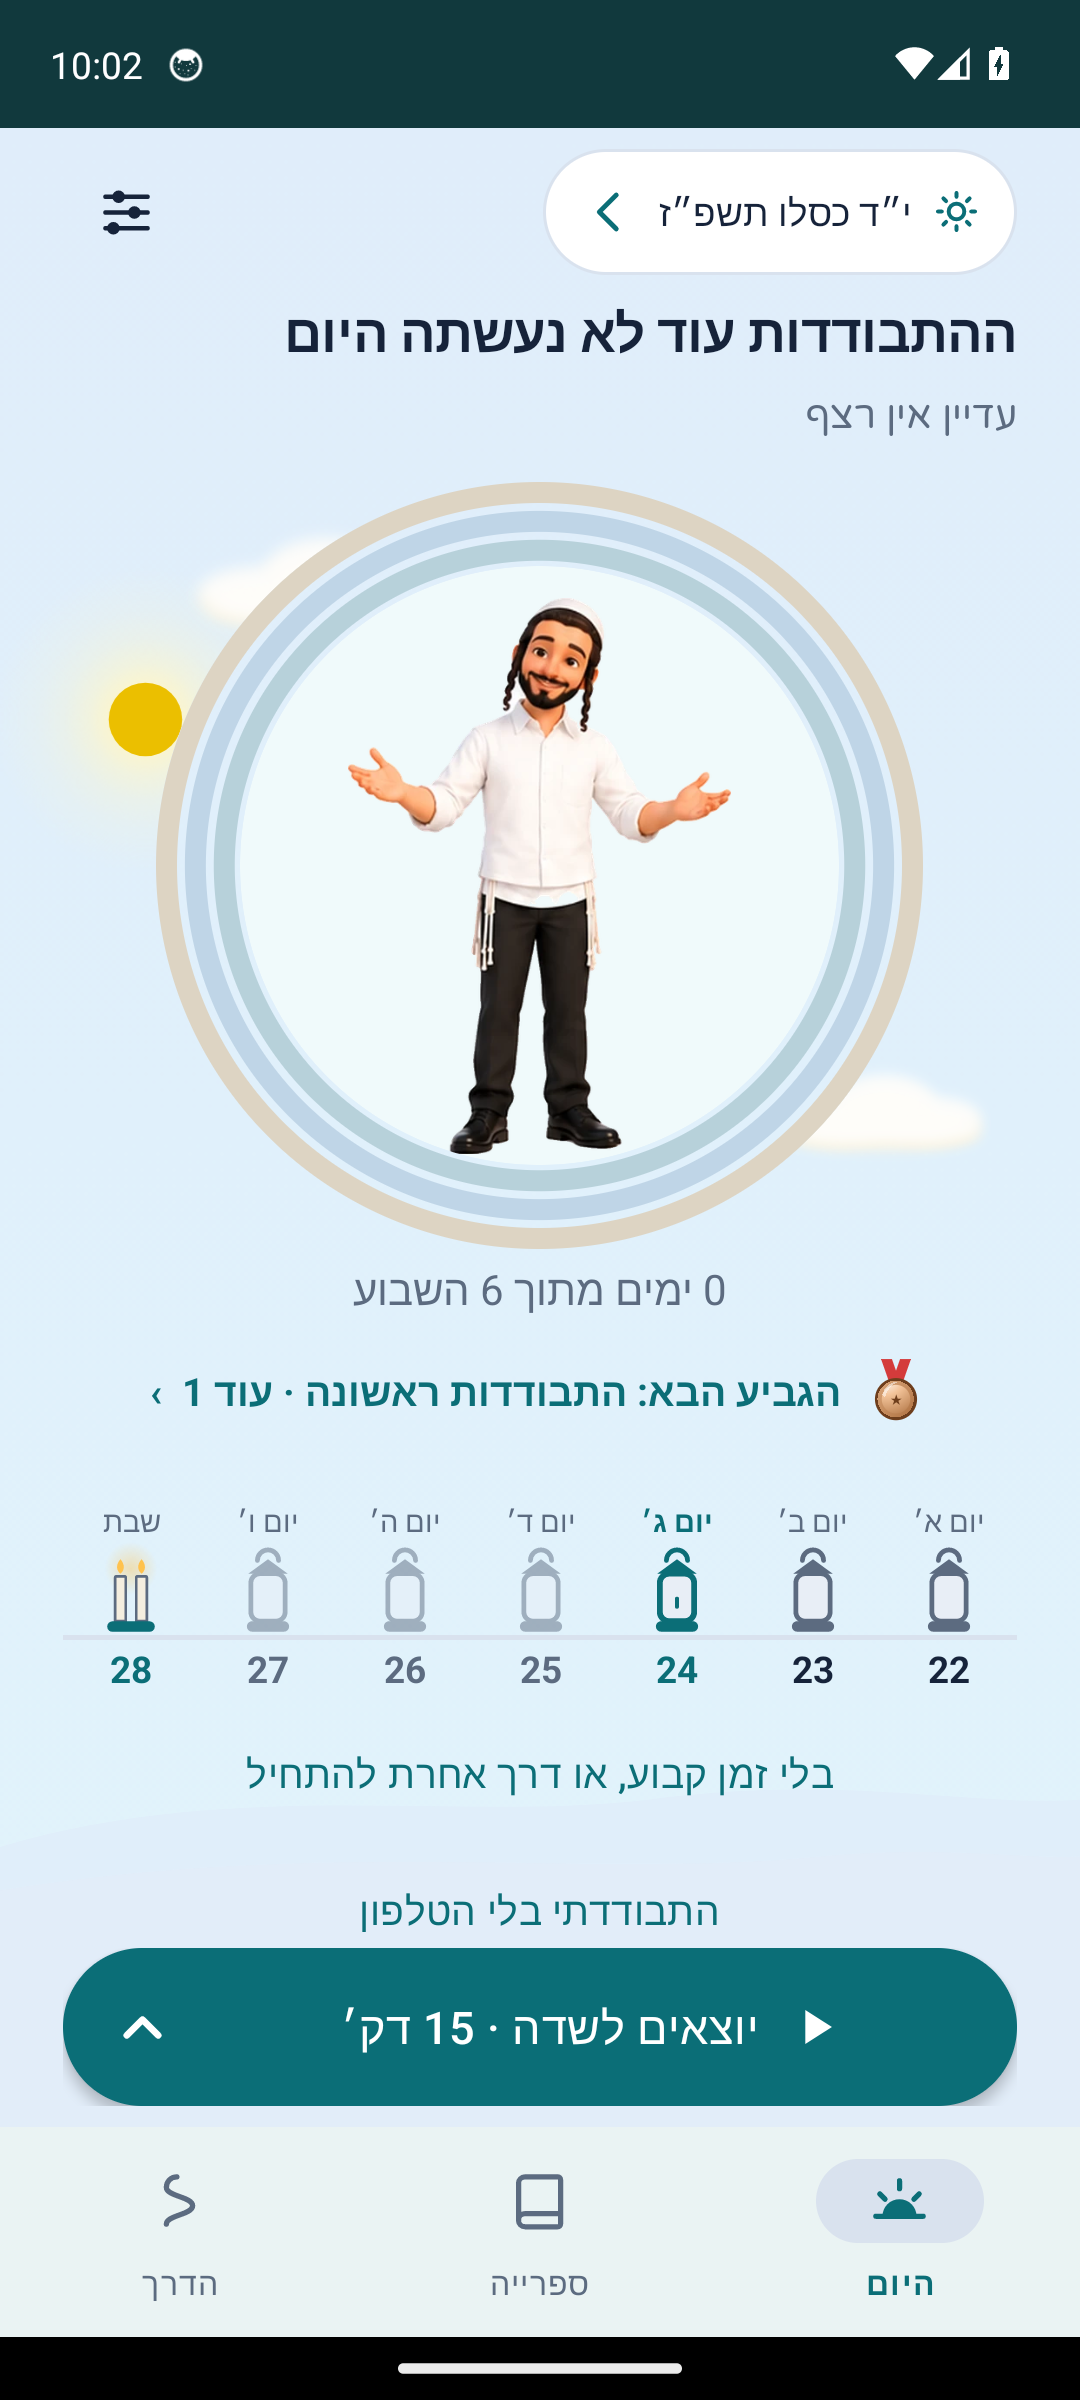 10:02
י״ד כסלו תשפ״ז
ההתבודדות עוד לא נעשתה היום
עדיין אין רצף
0 ימים מתוך 6 השבוע
הגביע הבא: התבודדות ראשונה · עוד 1 ›
יום א׳ יום ב׳ יום ג׳ יום ד׳ יום ה׳ יום ו׳ שבת
22 23 24 25 26 27 28
בלי זמן קבוע, או דרך אחרת להתחיל
התבודדתי בלי הטלפון
יוצאים לשדה · 15 דק׳
היום ספרייה הדרך